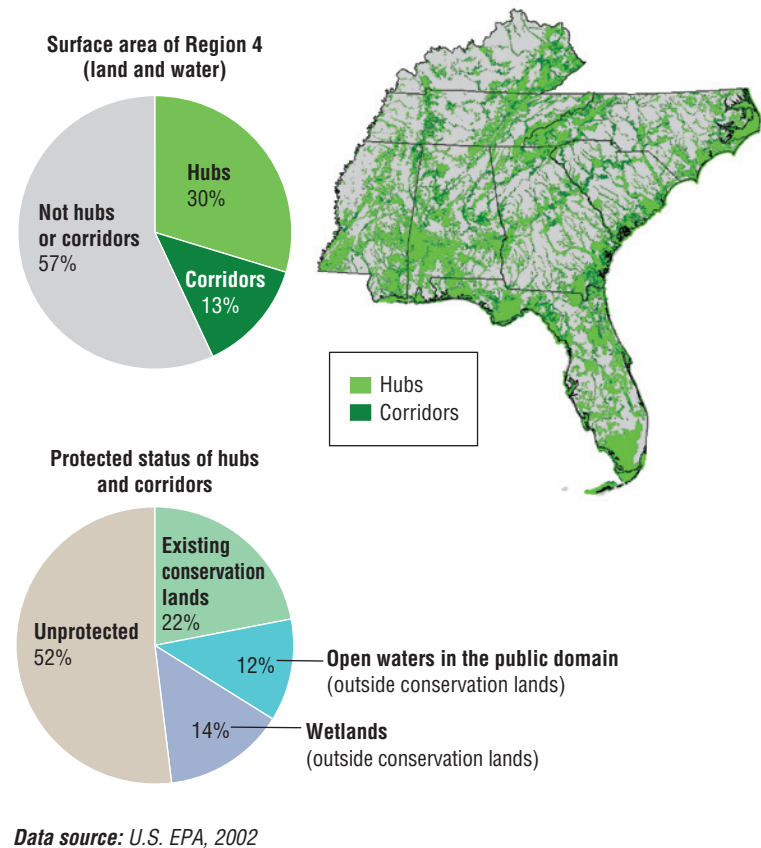 Surface area of Region 4
(land and water)
Hubs
30%
Not hubs
or corridors
57%
Corridors
13%
Hubs
Corridors
Protected status of hubs
and corridors
Existing
conservation
lands
22%
Unprotected
52%
12%
Open waters in the public domain
(outside conservation lands)
14%
Wetlands
(outside conservation lands)
Data source: U.S. EPA, 2002